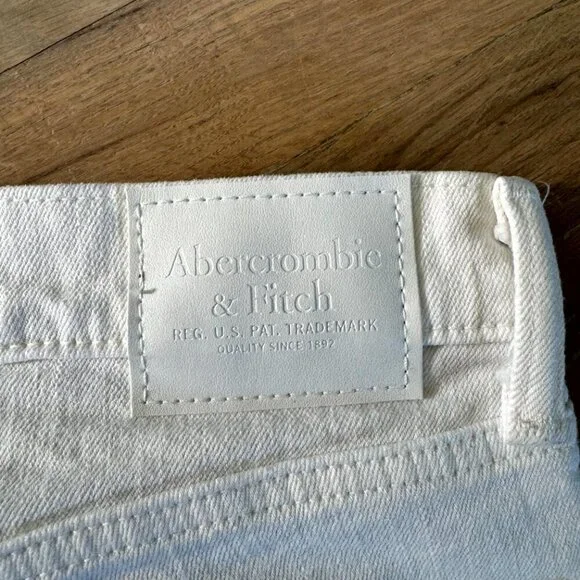 Abercrombie
& Fitch
REG. U.S. PAT. TRADEMARK
QUALITY SINCE 1892